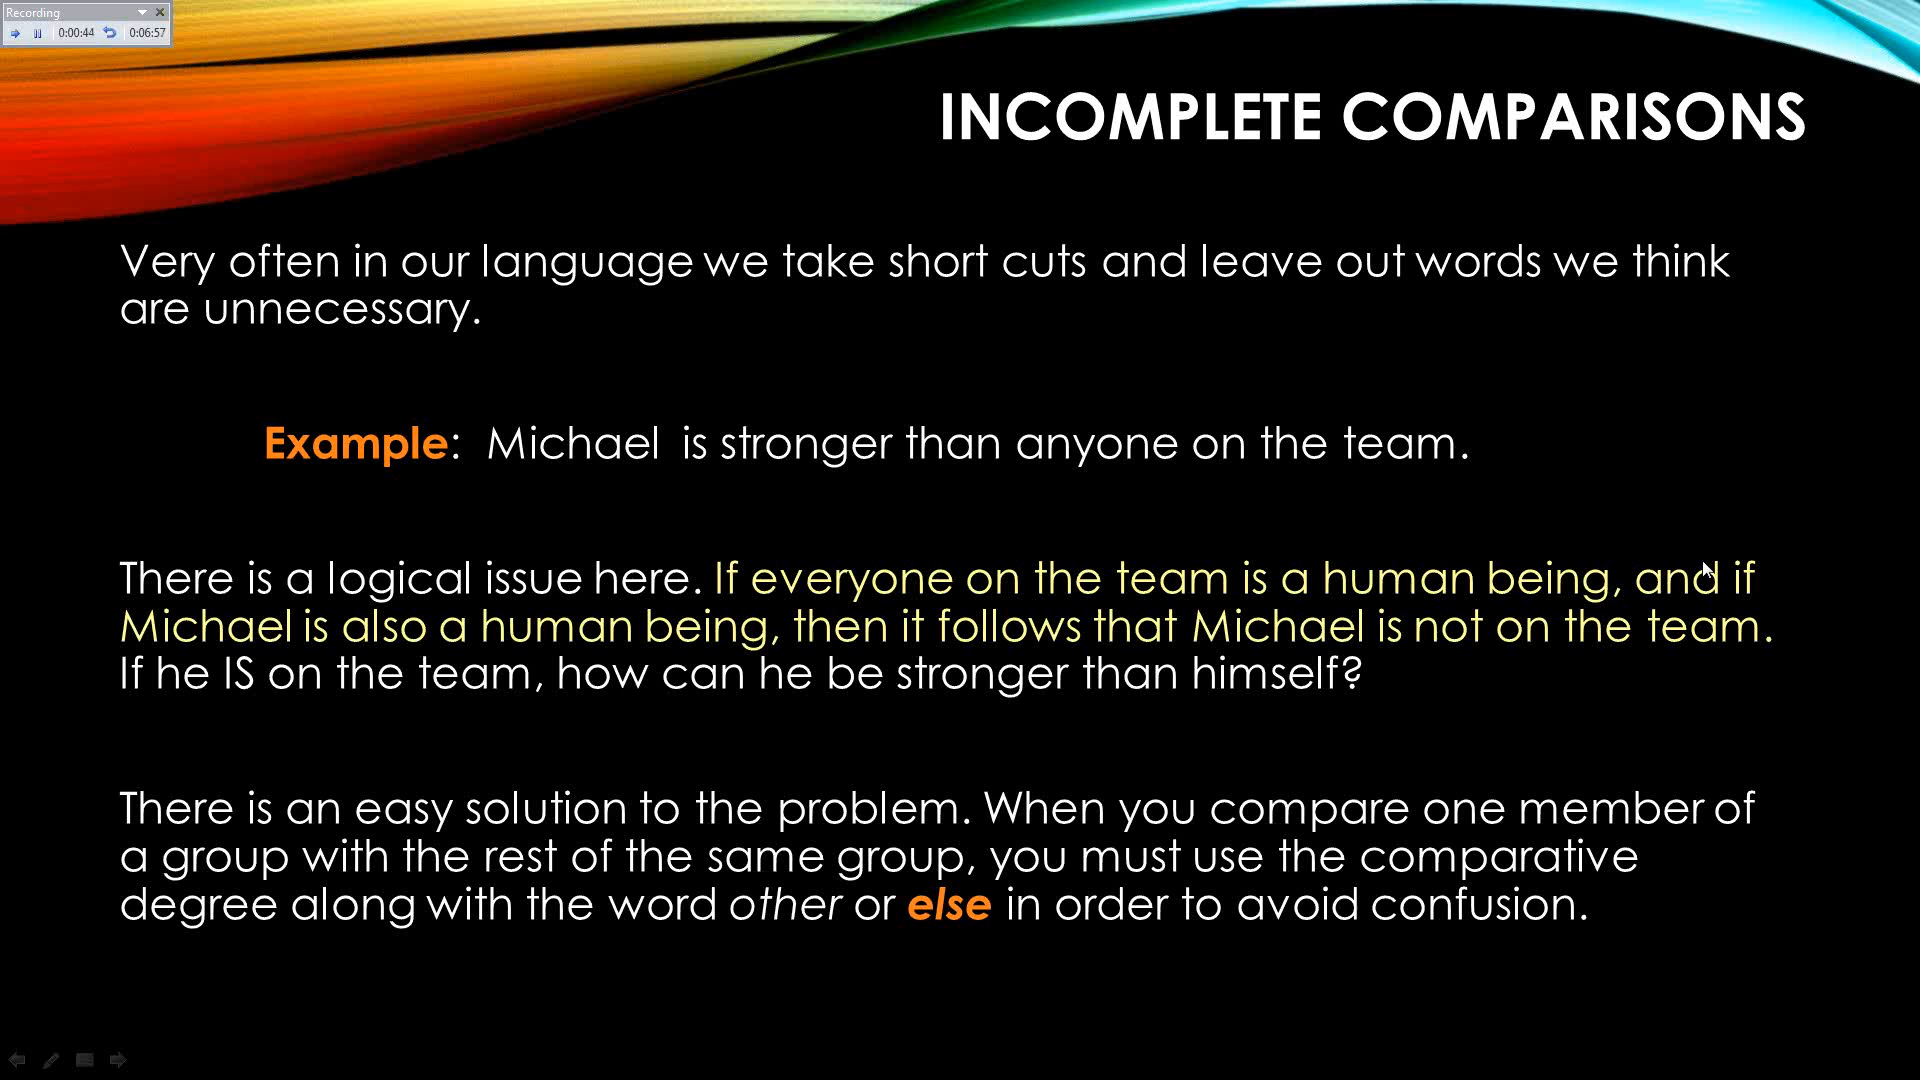 Recording
0:00:44 0:06:57
INCOMPLETE COMPARISONS
Very often in our language we take short cuts and leave out words we think
are unnecessary.
Example: Michael is stronger than anyone on the team.
There is a logical issue here. If everyone on the team is a human being, and if
Michael is also a human being, then it follows that Michael is not on the team.
If he IS on the team, how can he be stronger than himself?
There is an easy solution to the problem. When you compare one member of
a group with the rest of the same group, you must use the comparative
degree along with the word other or else in order to avoid confusion.